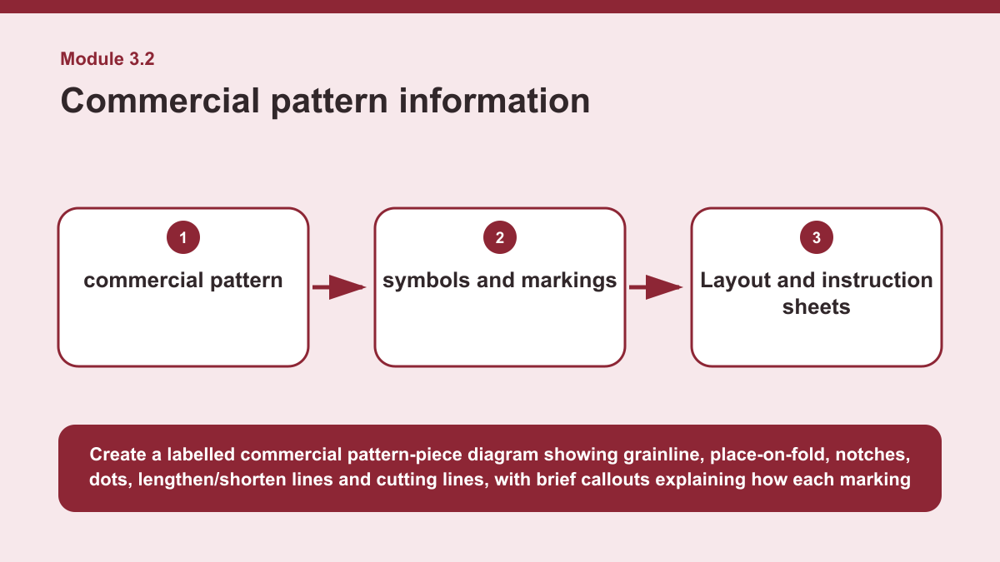 Module 3.2
Commercial pattern information
1
commercial pattern
2
symbols and markings
3
Layout and instruction
sheets
Create a labelled commercial pattern-piece diagram showing grainline, place-on-fold, notches,
dots, lengthen/shorten lines and cutting lines, with brief callouts explaining how each marking